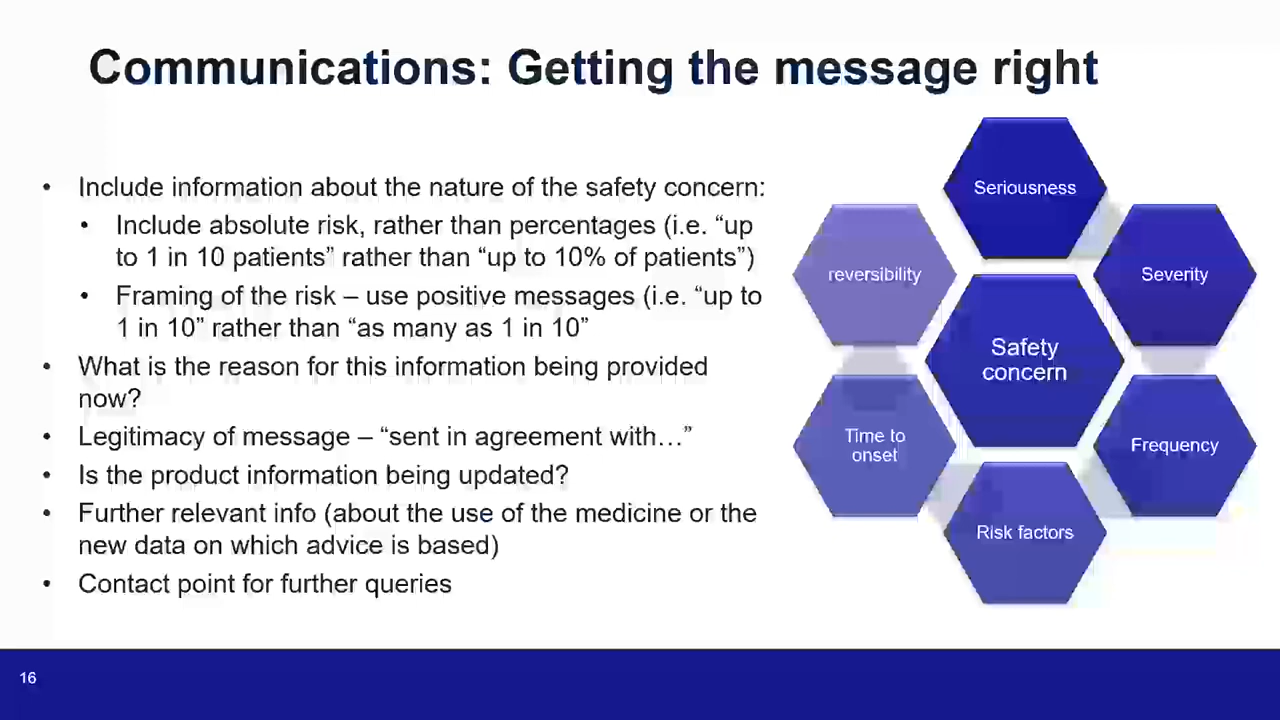 Communications: Getting the message right
• Include information about the nature of the safety concern:
• Include absolute risk, rather than percentages (i.e. “up
to 1 in 10 patients” rather than “up to 10% of patients”)
• Framing of the risk – use positive messages (i.e. “up to
1 in 10” rather than “as many as 1 in 10”
• What is the reason for this information being provided
now?
• Legitimacy of message – “sent in agreement with…”
• Is the product information being updated?
• Further relevant info (about the use of the medicine or the
new data on which advice is based)
• Contact point for further queries
Seriousness
reversibility
Severity
Safety
concern
Time to
onset
Frequency
Risk factors
16